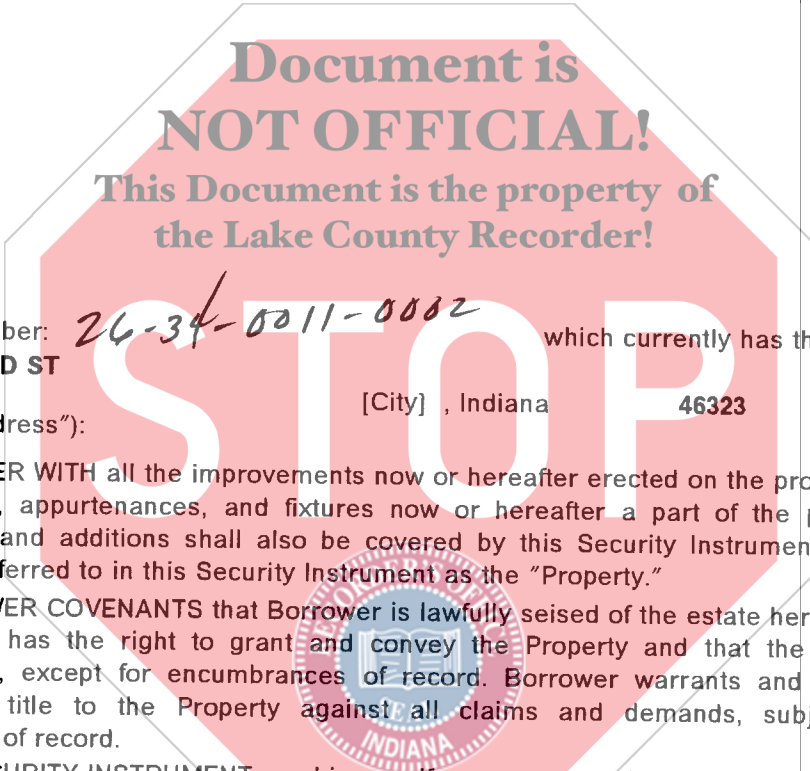 Document is
NOT OFFICIAL!
This Document is the property of
the Lake County Recorder!
STOP
ber: 26-34-0011-0002 which currently has th
D ST
[City] , Indiana 46323
dress"):
ER WITH all the improvements now or hereafter erected on the pro
, appurtenances, and fixtures now or hereafter a part of the p
and additions shall also be covered by this Security Instrumen
ferred to in this Security Instrument as the "Property."
VER COVENANTS that Borrower is lawfully seised of the estate her
has the right to grant and convey the Property and that the
, except for encumbrances of record. Borrower warrants and
title to the Property against all claims and demands, subj
of record.
CURITY INSTRUMENT
INDIANA